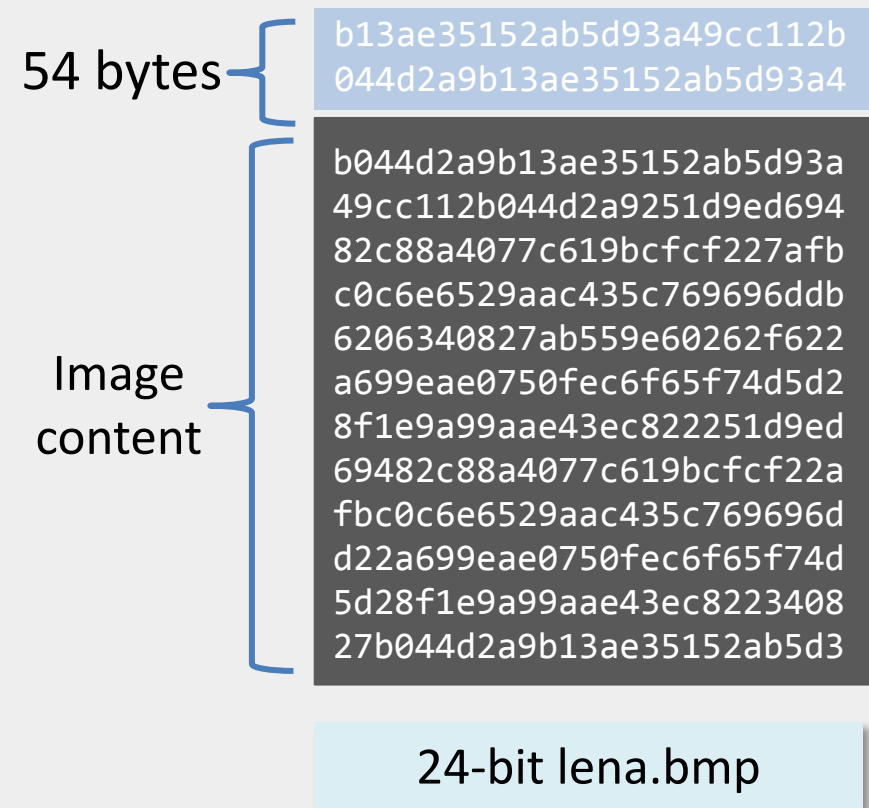 54 bytes
b13ae35152ab5d93a49cc112b
044d2a9b13ae35152ab5d93a4
Image
content
b044d2a9b13ae35152ab5d93a
49cc112b044d2a9251d9ed694
82c88a4077c619bcfcf227afb
c0c6e6529aac435c769696ddb
6206340827ab559e60262f622
a699eae0750fec6f65f74d5d2
8f1e9a99aae43ec822251d9ed
69482c88a4077c619bcfcf22a
fbc0c6e6529aac435c769696d
d22a699eae0750fec6f65f74d
5d28f1e9a99aae43ec8223408
27b044d2a9b13ae35152ab5d3
24-bit lena.bmp